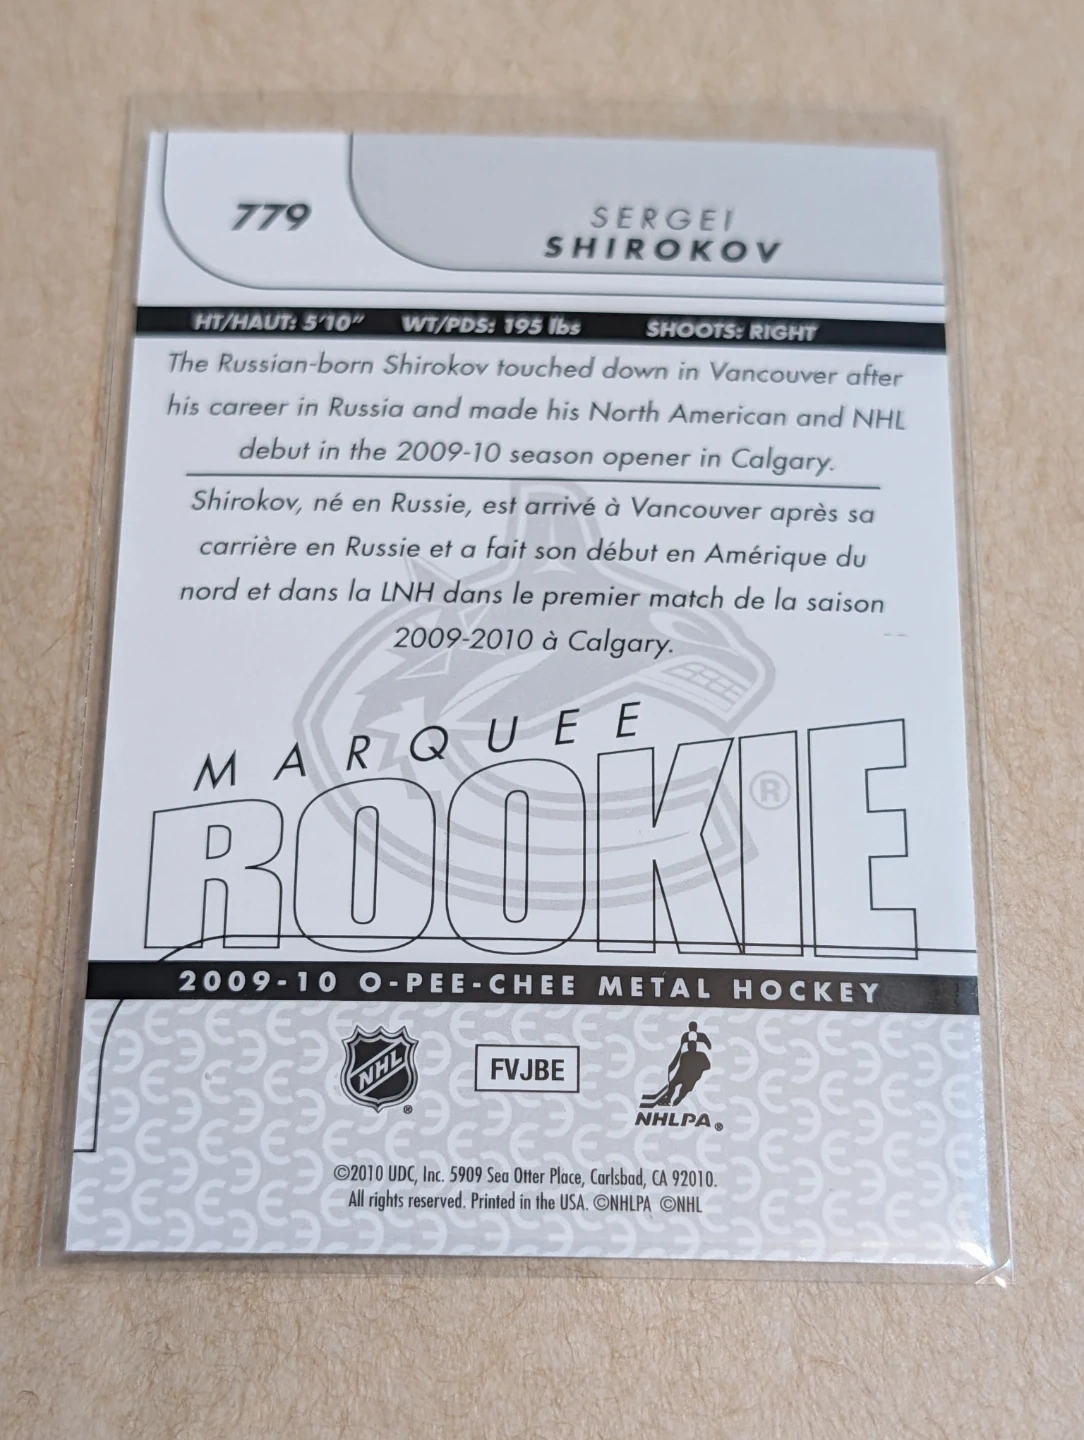 779
SERGEI
SHIROKOV
HT/HAUT: 5'10" WT/PDS: 195 lbs SHOOTS: RIGHT
The Russian-born Shirokov touched down in Vancouver after
his career in Russia and made his North American and NHL
debut in the 2009-10 season opener in Calgary.
Shirokov, né en Russie, est arrivé à Vancouver après sa
carrière en Russie et a fait son début en Amérique du
nord et dans la LNH dans le premier match de la saison
2009-2010 à Calgary.
MARQUEE
ROOKIE
®
2009-10 O-PEE-CHEE METAL HOCKEY
NHL ®
FVJBE
NHLPA ®
©2010 UDC, Inc. 5909 Sea Otter Place, Carlsbad, CA 92010.
All rights reserved. Printed in the USA. ©NHLPA ©NHL